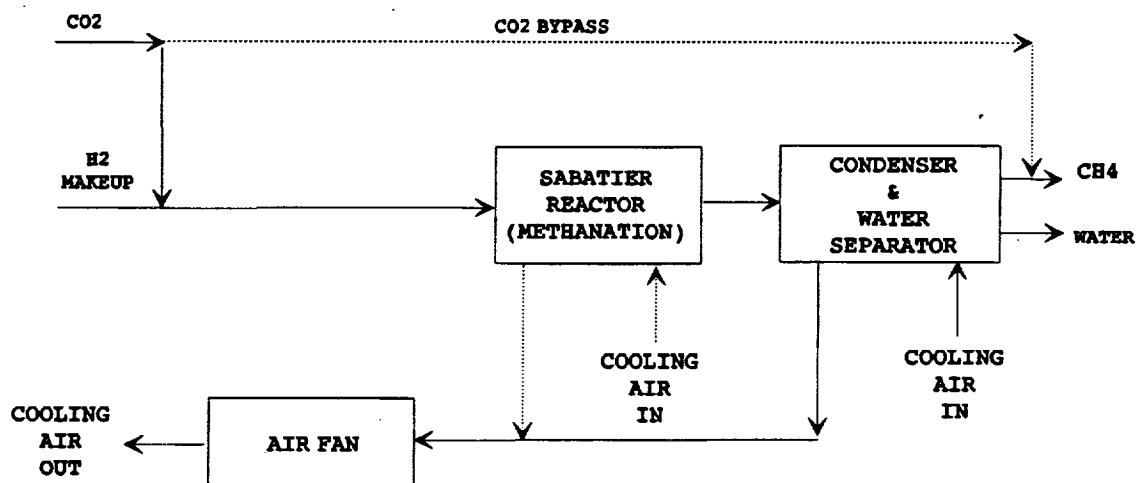 CO2
CO2 BYPASS
H2
MAKEUP
SABATIER
REACTOR
(METHANATION)
CONDENSER
&
WATER
SEPARATOR
CH4
WATER
COOLING
AIR
IN
COOLING
AIR
IN
COOLING
AIR
OUT
AIR FAN